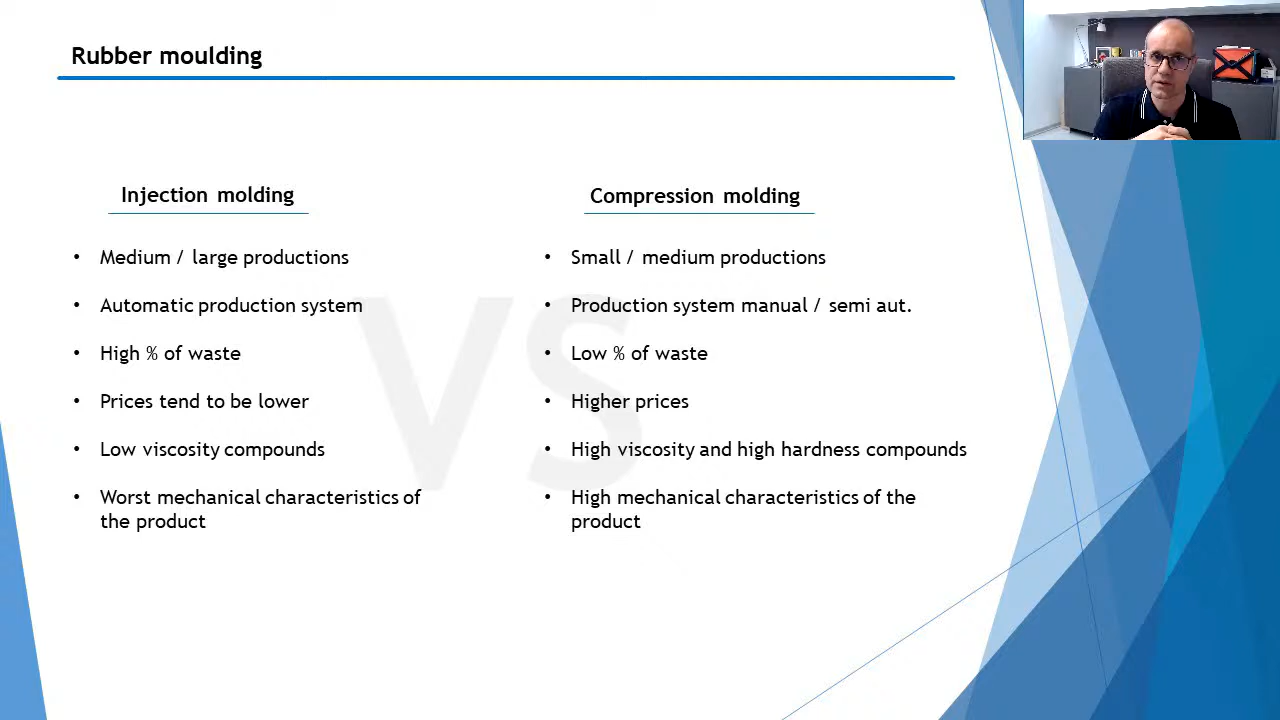 Rubber moulding
Injection molding
• Medium / large productions
• Automatic production system
• High % of waste
• Prices tend to be lower
• Low viscosity compounds
• Worst mechanical characteristics of
the product
VS
Compression molding
• Small / medium productions
• Production system manual / semi aut.
• Low % of waste
• Higher prices
• High viscosity and high hardness compounds
• High mechanical characteristics of the
product